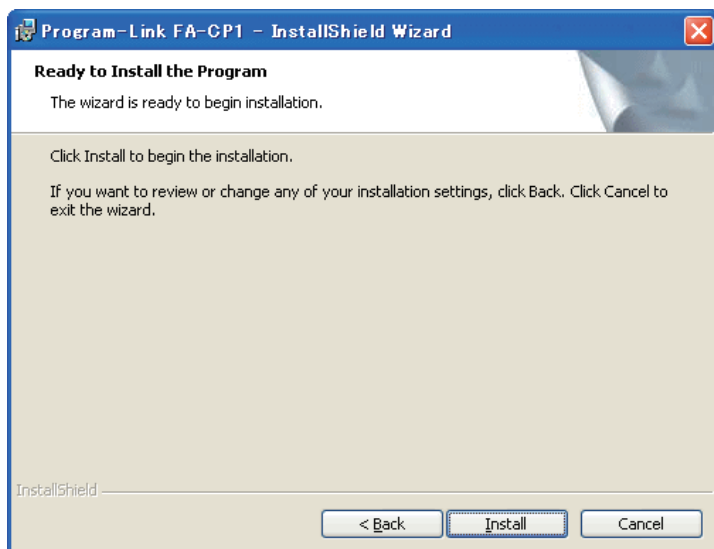 Program-Link FA-CP1 - InstallShield Wizard
Ready to Install the Program
The wizard is ready to begin installation.
Click Install to begin the installation.
If you want to review or change any of your installation settings, click Back. Click Cancel to
exit the wizard.
InstallShield
< Back Install Cancel